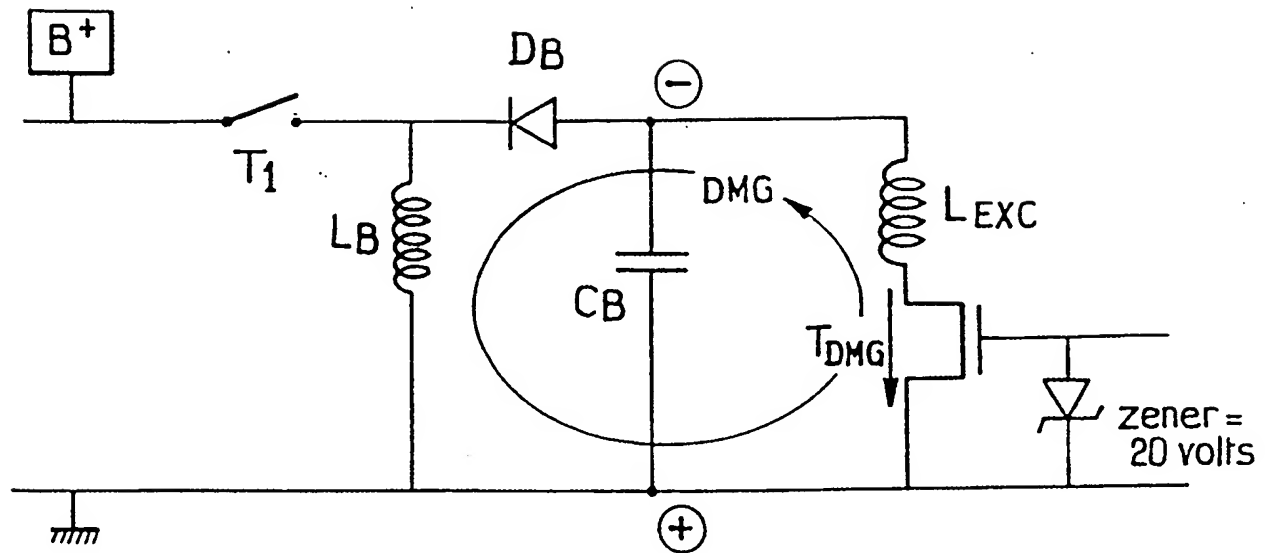 B+
DB
−
T1
LB
DMG
LEXC
CB
TDMG
zener =
20 volts
+